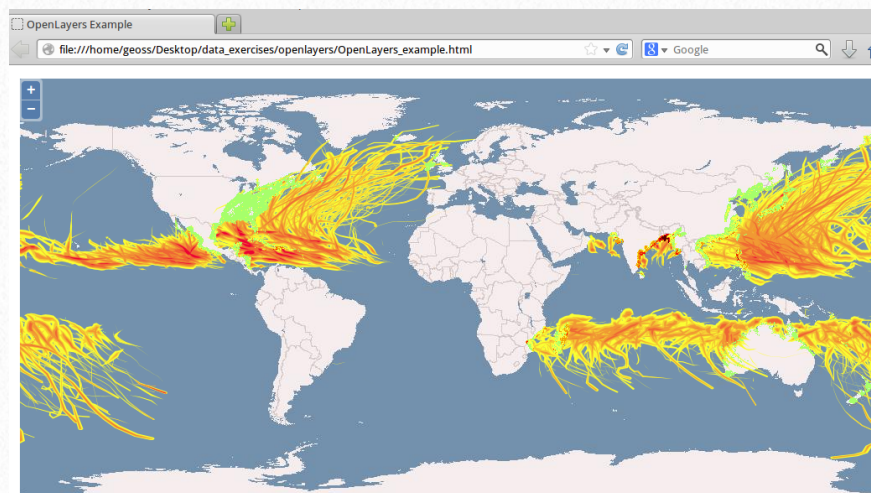 OpenLayers Example
file:///home/geoss/Desktop/data_exercises/openlayers/OpenLayers_example.html
Google
+
−